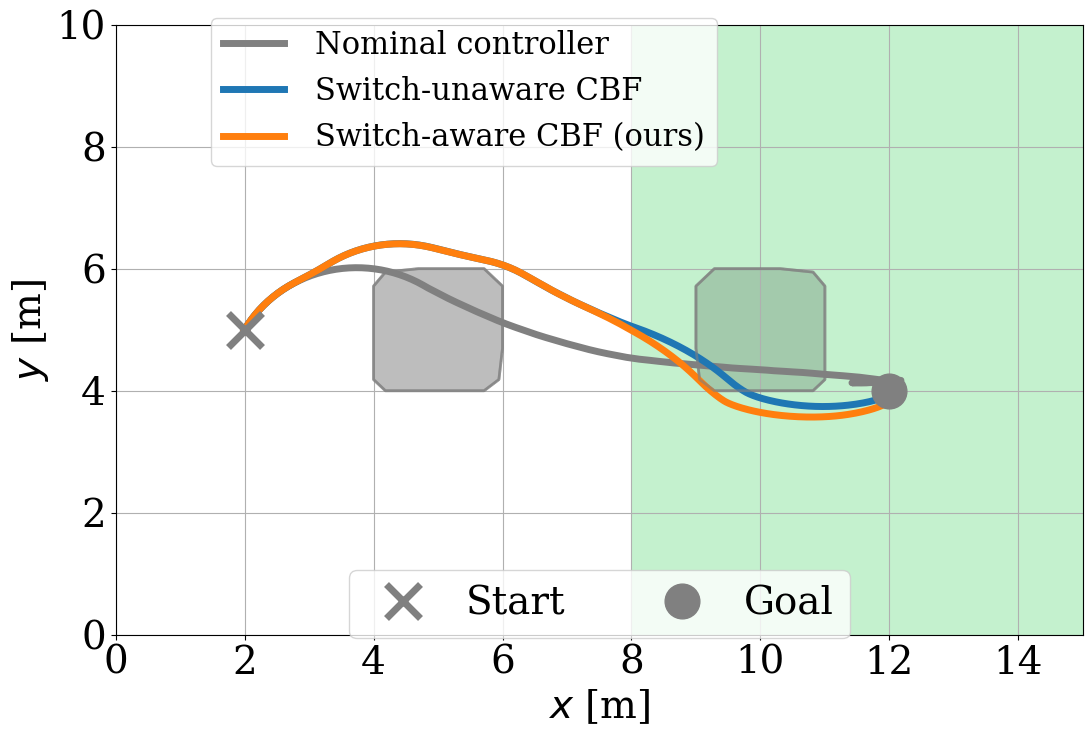 Nominal controller
Switch-unaware CBF
Switch-aware CBF (ours)
10
8
6
4
2
0
y [m]
Start Goal
0 2 4 6 8 10 12 14
x [m]